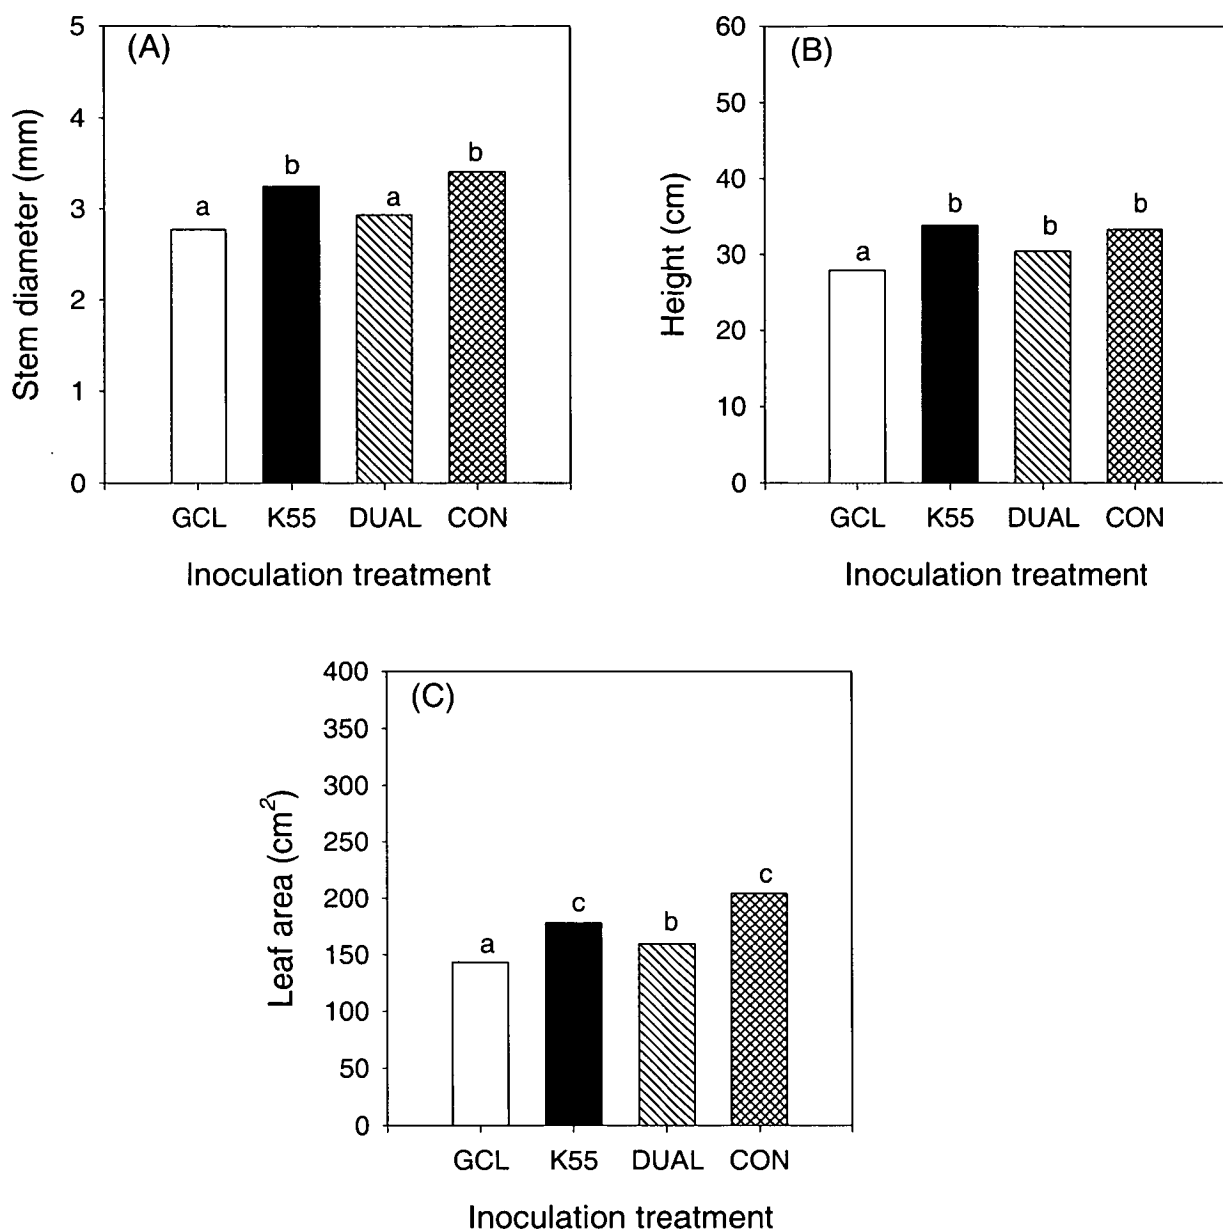 (A)
Stem diameter (mm)
5
4
3
2
1
0
a
b
a
b
GCL K55 DUAL CON
Inoculation treatment
(B)
Height (cm)
60
50
40
30
20
10
0
a
b
b
b
GCL K55 DUAL CON
Inoculation treatment
(C)
Leaf area (cm²)
400
350
300
250
200
150
100
50
0
a
c
b
c
GCL K55 DUAL CON
Inoculation treatment